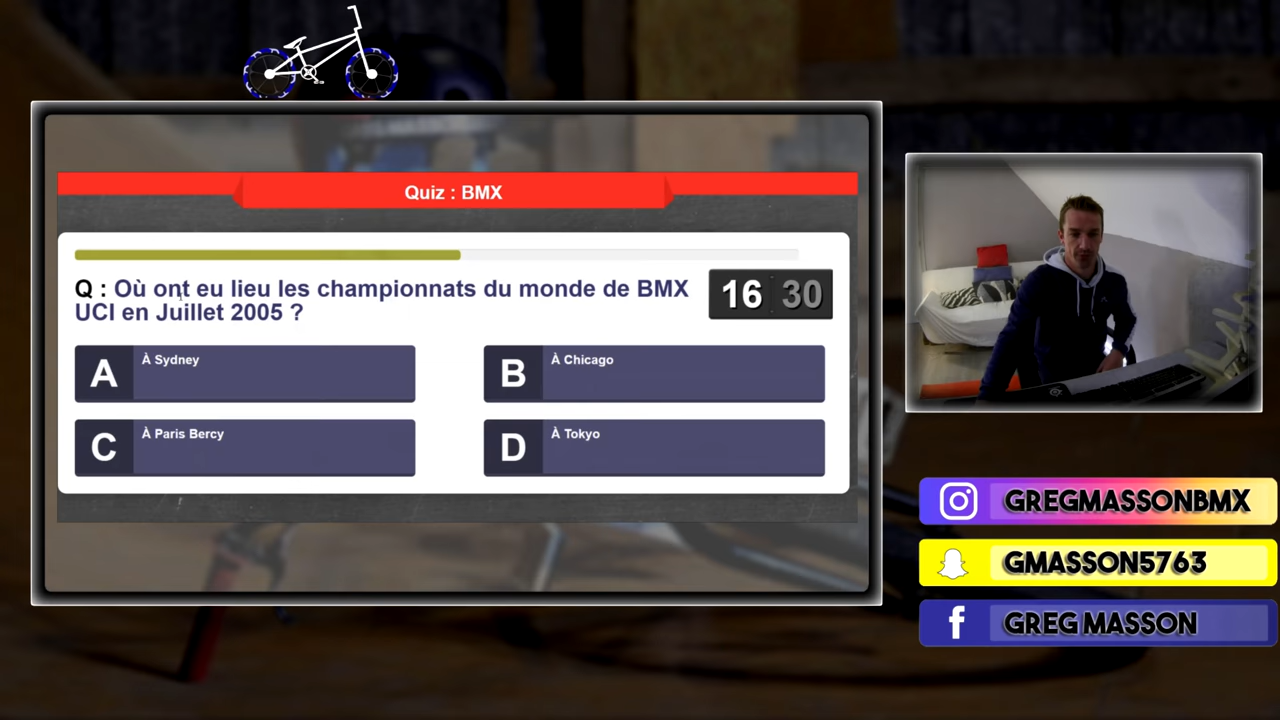 Quiz : BMX
Q : Où ont eu lieu les championnats du monde de BMX
UCI en Juillet 2005 ?
16 30
A À Sydney
B À Chicago
C À Paris Bercy
D À Tokyo
GREGMASSONBMX
GMASSON5763
GREG MASSON